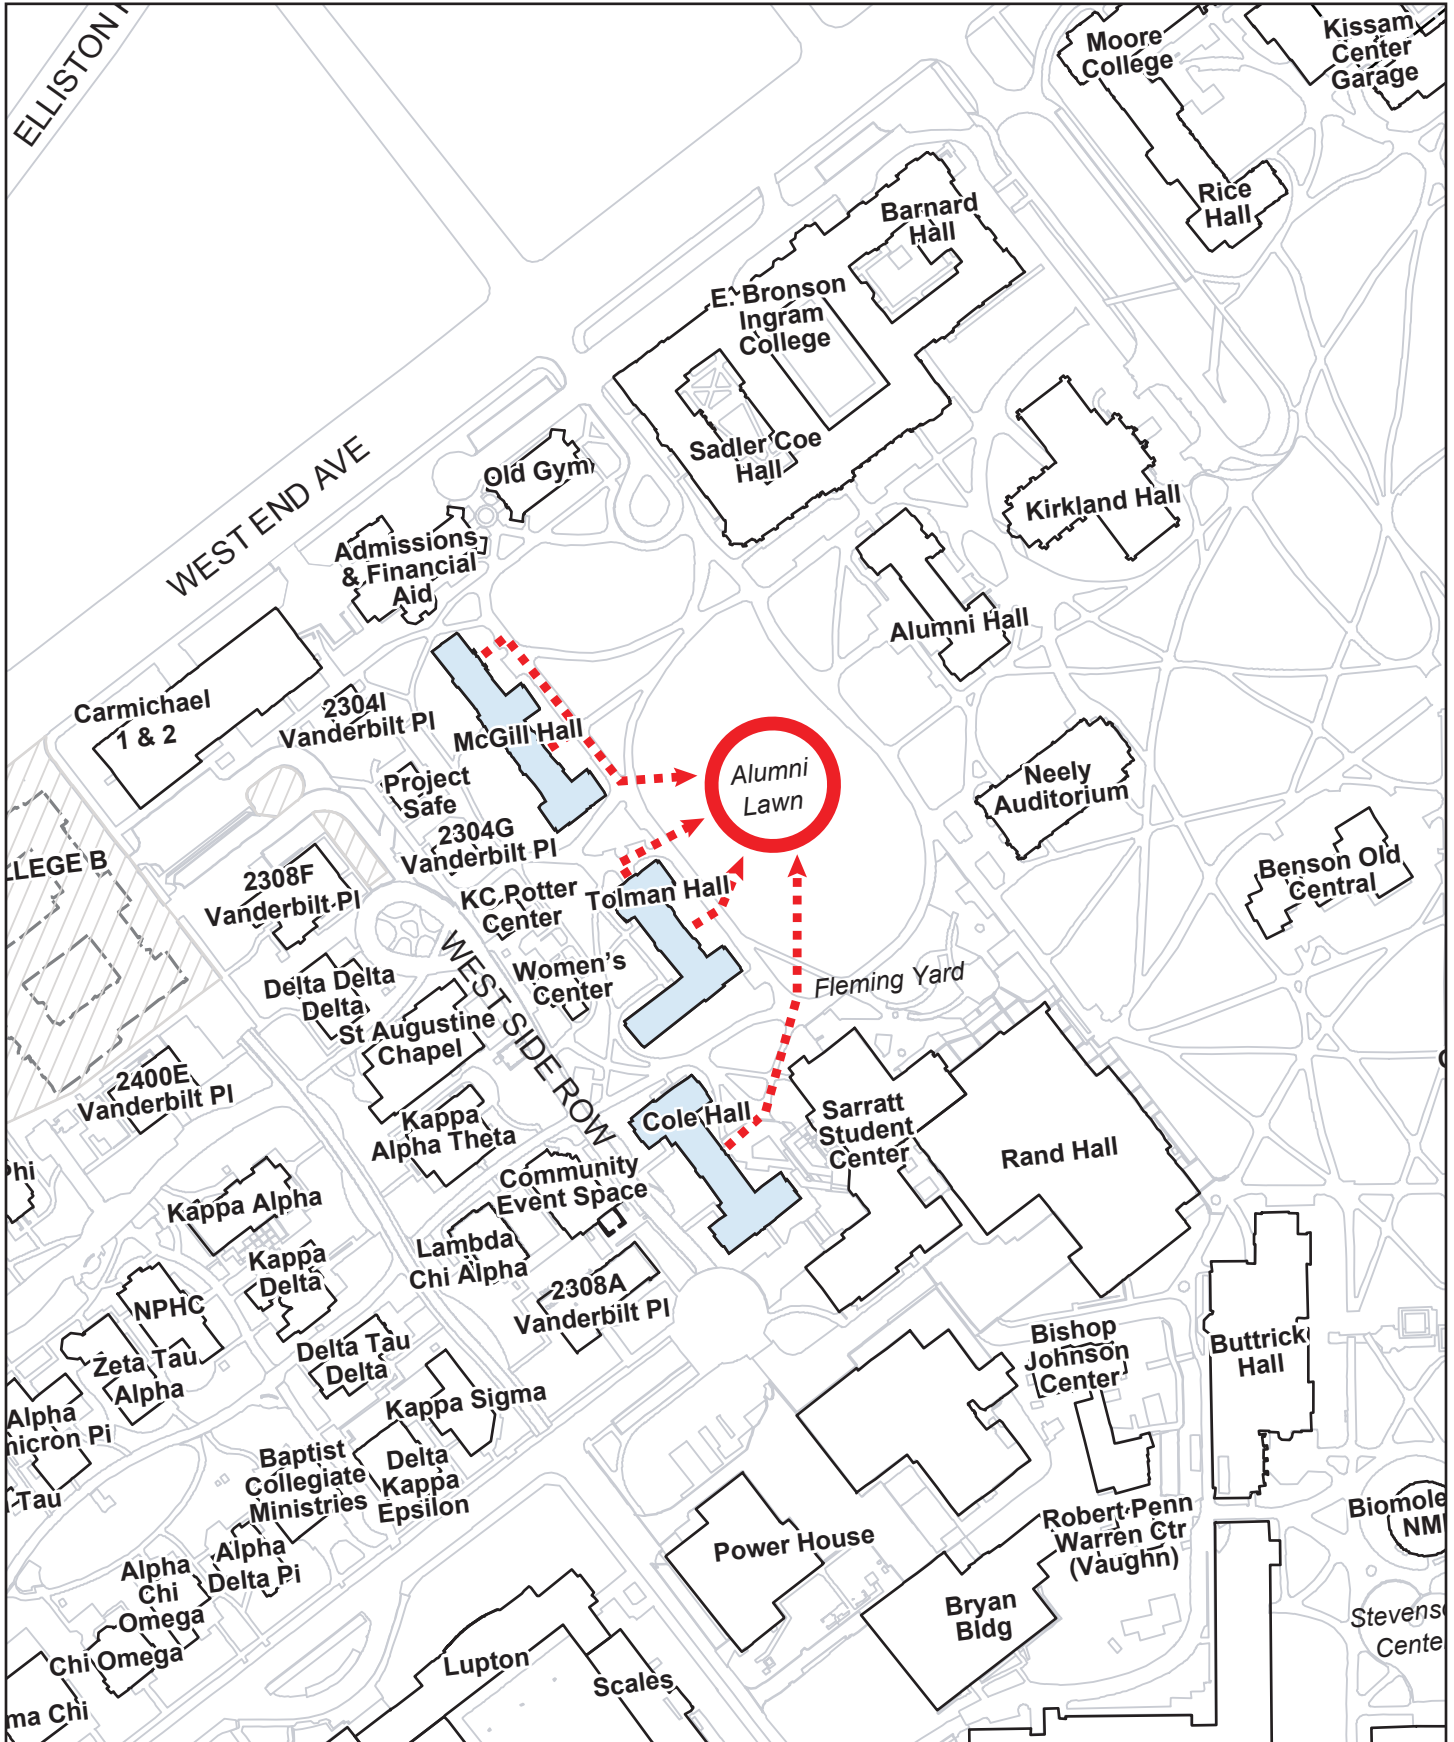 ELLISTON
Moore
College
Kissam
Center
Garage
Rice
Hall
Barnard
Hall
E. Bronson
Ingram
College
Sadler Coe
Hall
Old Gym
WEST END AVE
Kirkland Hall
Admissions
& Financial
Aid
Alumni Hall
Carmichael
1 & 2
2304I
Vanderbilt Pl
McGill Hall
Alumni
Lawn
Neely
Auditorium
Project
Safe
2304G
Vanderbilt Pl
LLEGE B
2308F
Vanderbilt Pl
KC Potter
Center
Tolman Hall
Benson Old
Central
WEST SIDE ROW
Women's
Center
Fleming Yard
Delta Delta
Delta
St Augustine
Chapel
2400E
Vanderbilt Pl
Kappa
Alpha Theta
Cole Hall
Sarratt
Student
Center
Rand Hall
Phi
Community
Event Space
Kappa Alpha
Lambda
Chi Alpha
Kappa
Delta
2308A
Vanderbilt Pl
NPHC
Delta Tau
Delta
Zeta Tau
Alpha
Bishop
Johnson
Center
Buttrick
Hall
Kappa Sigma
Alpha
micron Pi
Baptist
Collegiate
Ministries
Delta
Kappa
Epsilon
Tau
Robert Penn
Warren Ctr
(Vaughn)
Biomole
NM
Power House
Alpha
Delta Pi
Alpha
Chi
Omega
Bryan
Bldg
Stevens
Cente
Chi Omega
Lupton
Scales
ma Chi